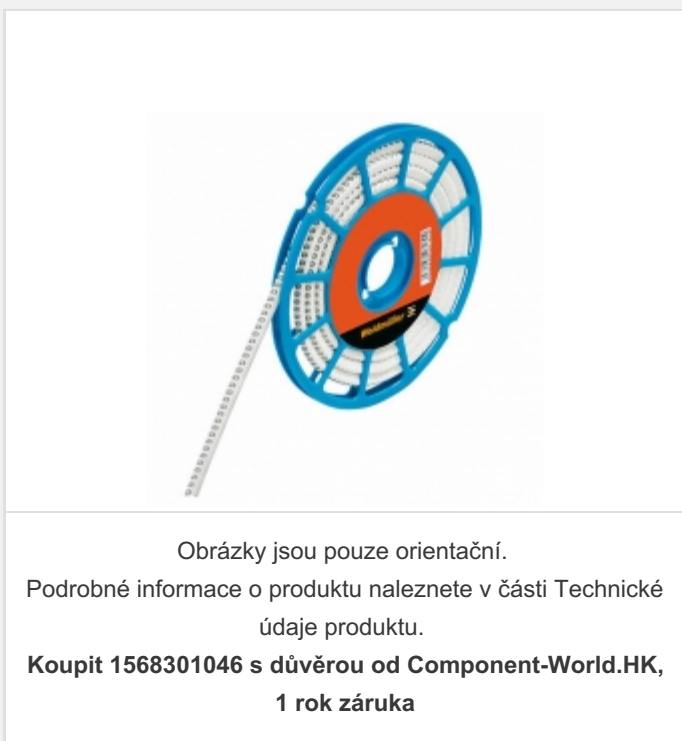 Weidmüller
Obrázky jsou pouze orientační.
Podrobné informace o produktu naleznete v části Technické
údaje produktu.
Koupit 1568301046 s důvěrou od Component-World.HK,
1 rok záruka